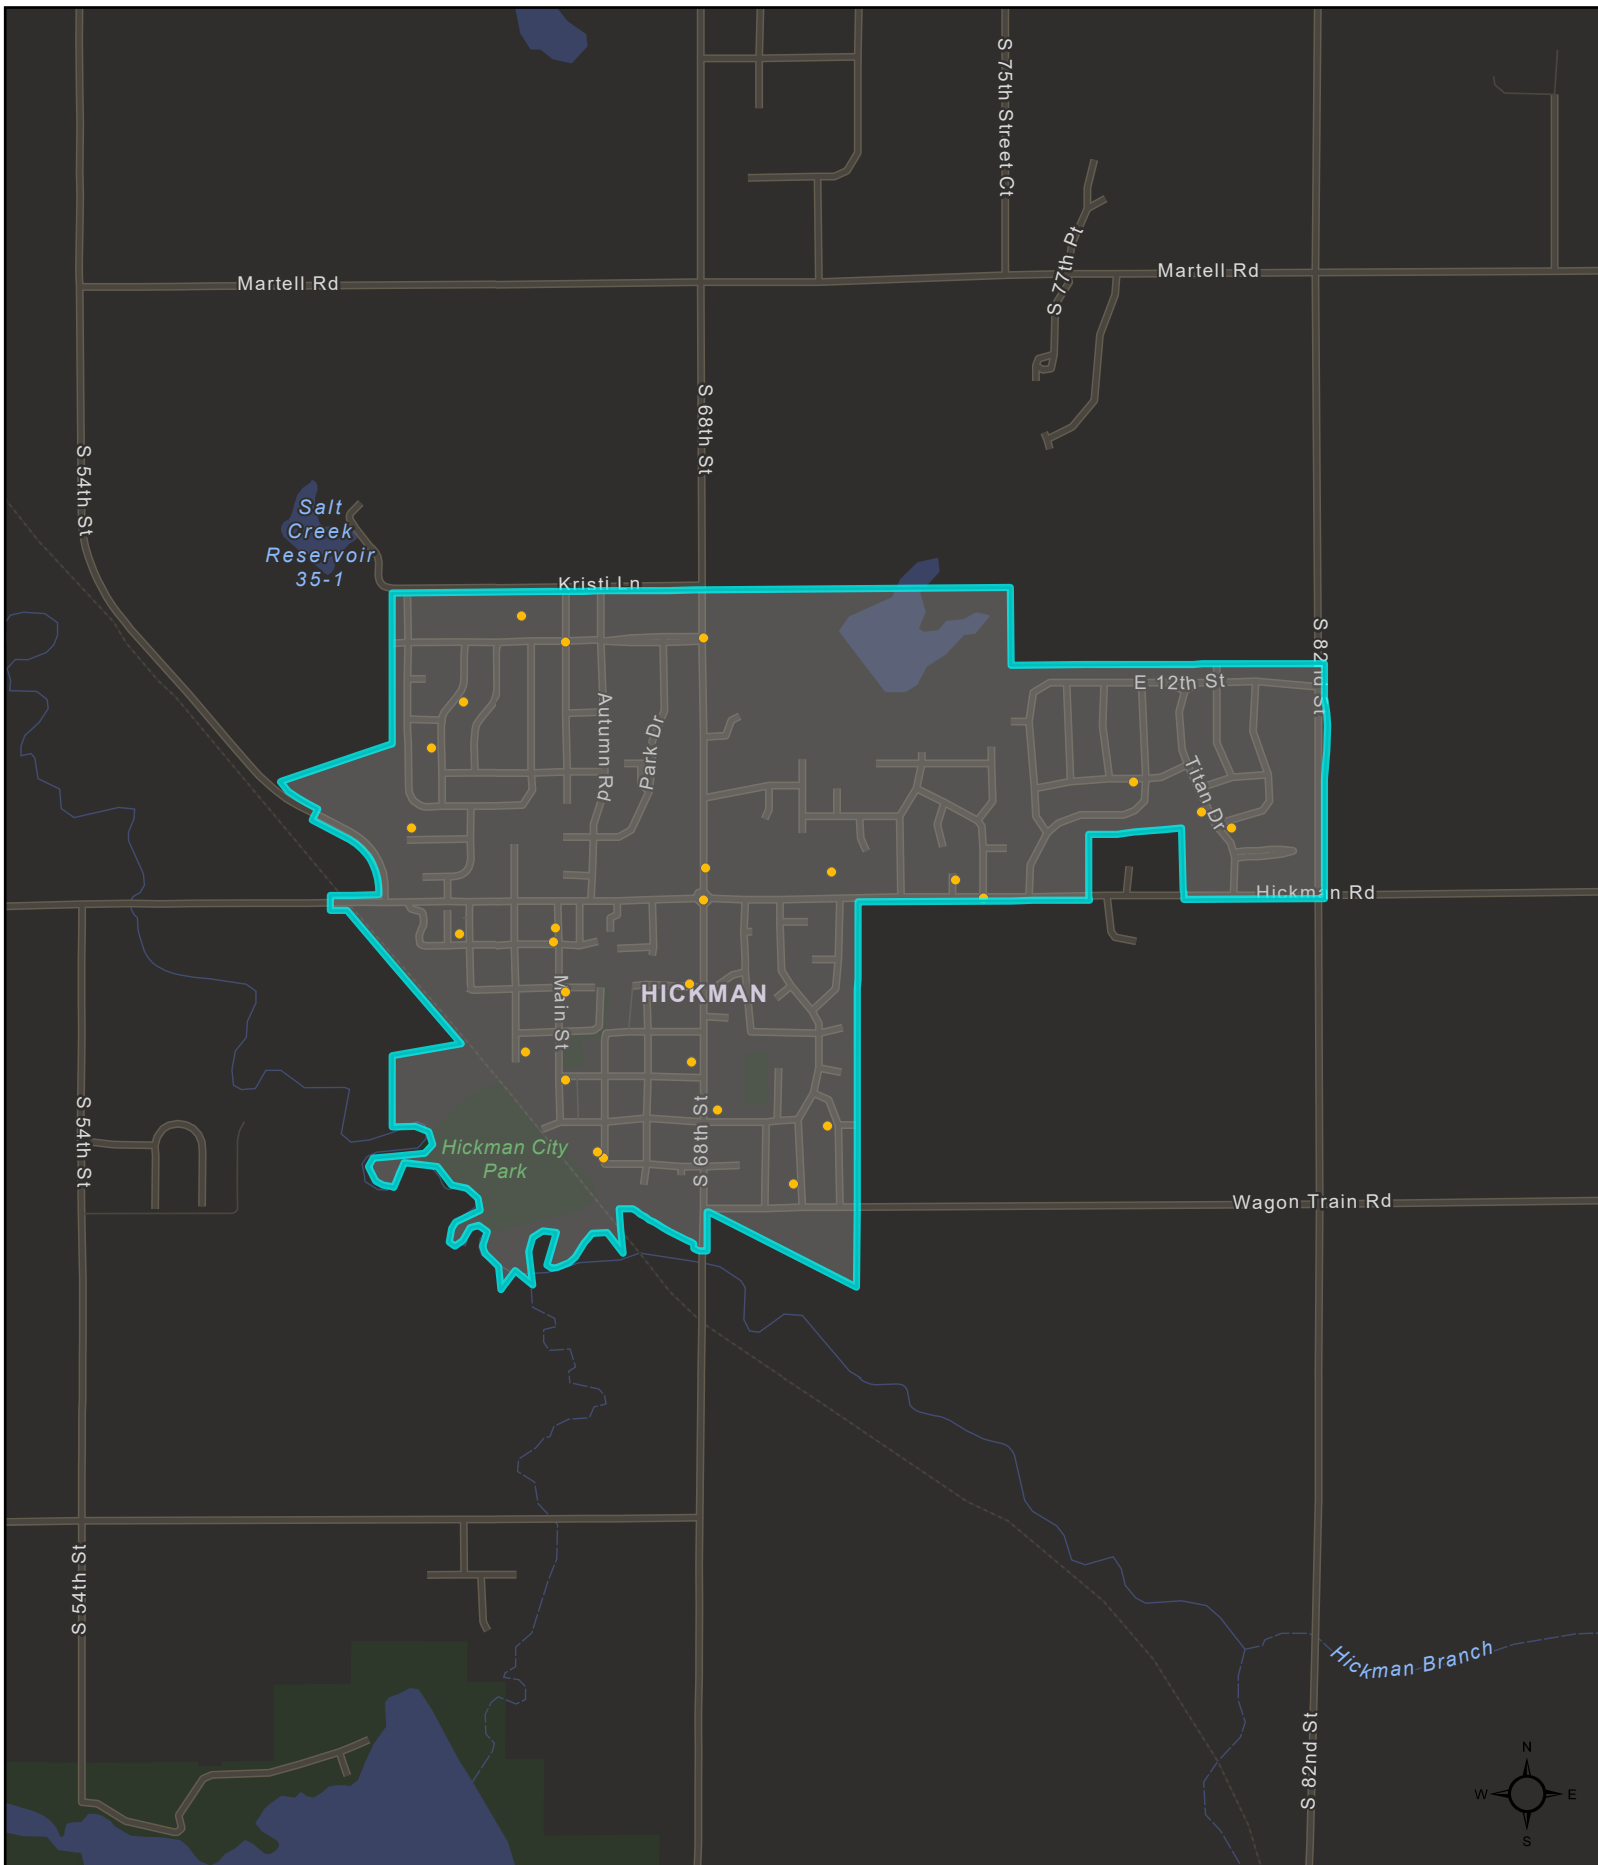 S 75th Street Ct
S 77th Pt
Martell Rd
Martell Rd
S 68th St
S 54th St
Salt
Creek
Reservoir
35-1
Kristi Ln
S 82nd St
E 12th St
Autumn Rd
Park Dr
Titan Dr
Hickman Rd
Main St
HICKMAN
S 54th St
S 68th St
Hickman City
Park
Wagon Train Rd
S 54th St
Hickman Branch
S 82nd St
N
W
E
S